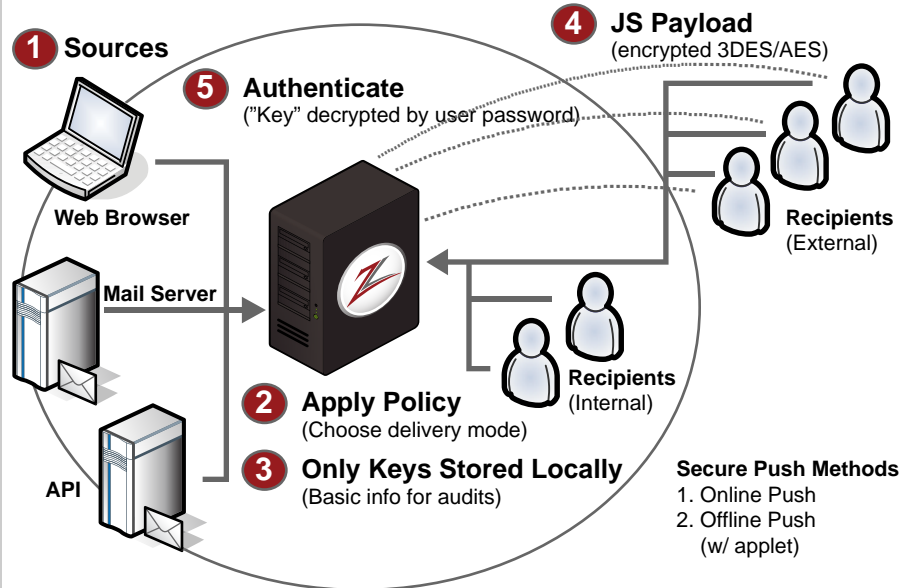 1 Sources
Web Browser
Mail Server
API
5 Authenticate
("Key" decrypted by user password)
4 JS Payload
(encrypted 3DES/AES)
Recipients
(External)
Recipients
(Internal)
2 Apply Policy
(Choose delivery mode)
3 Only Keys Stored Locally
(Basic info for audits)
Secure Push Methods
1. Online Push
2. Offline Push
(w/ applet)